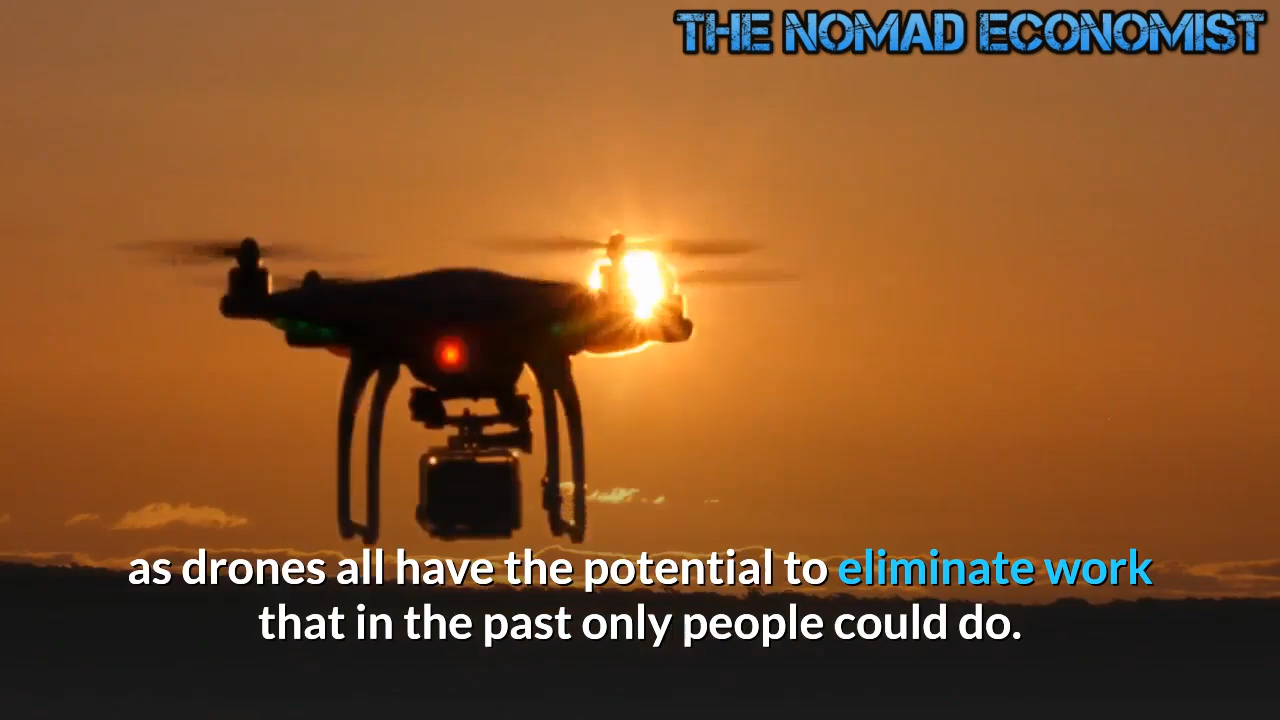 THE NOMAD ECONOMIST
as drones all have the potential to eliminate work
that in the past only people could do.